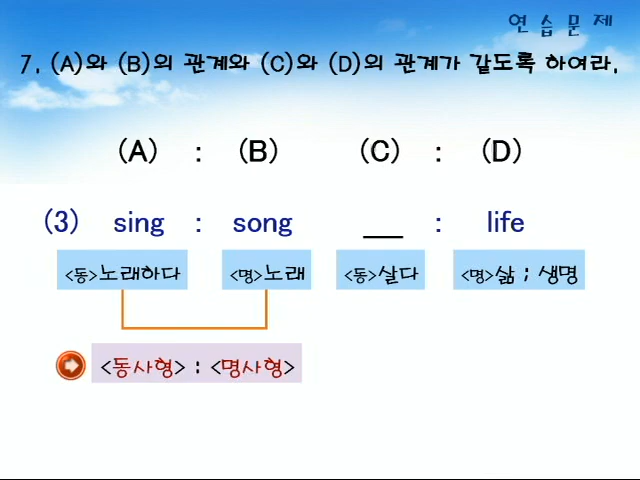 연 습 문 제
7. (A)와 (B)의 관계와 (C)와 (D)의 관계가 같도록 하여라.
(A) : (B) (C) : (D)
(3) sing : song ___ : life
<동>노래하다 <명>노래 <동>살다 <명>삶 ; 생명
<동사형> : <명사형>